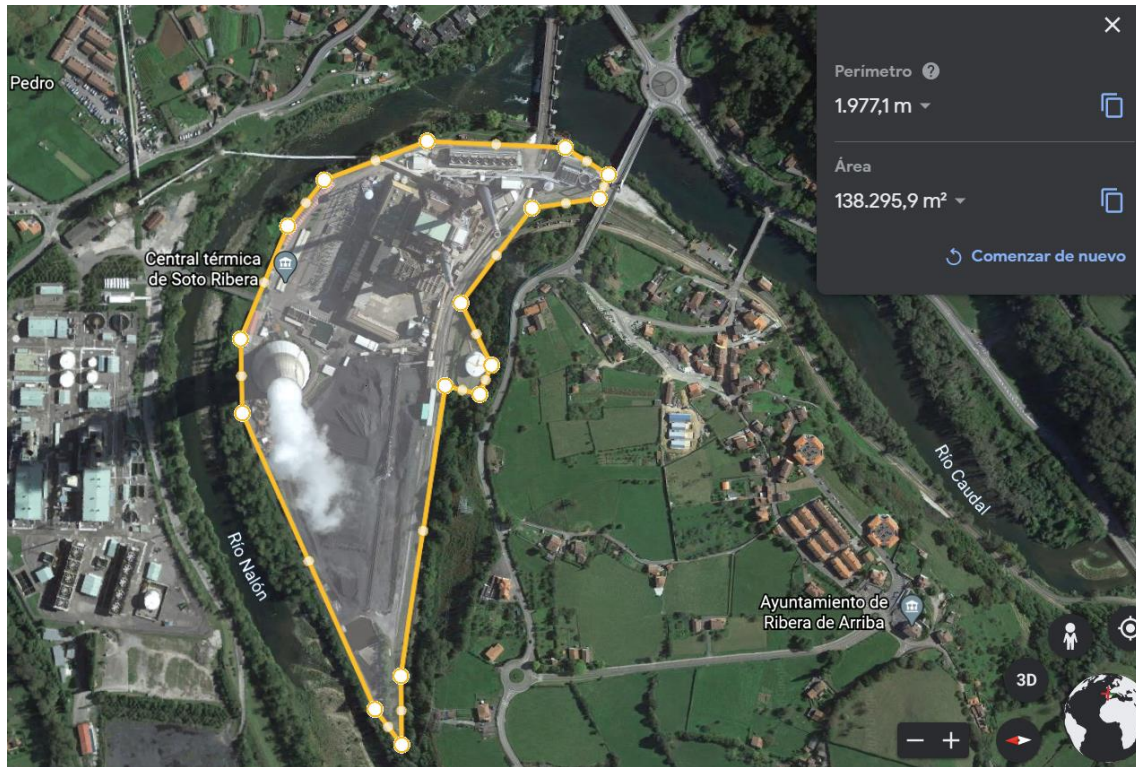 Pedro
Central térmica
de Soto Ribera
Río Nalón
Río Caudal
Ayuntamiento de
Ribera de Arriba
Perímetro ?
1.977,1 m
Área
138.295,9 m²
Comenzar de nuevo
3D